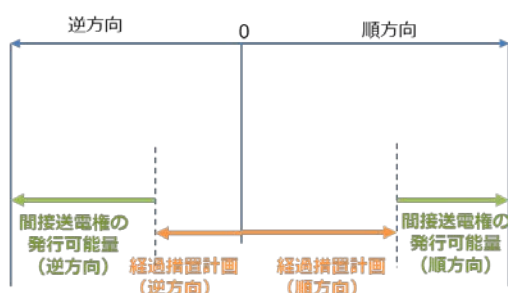 逆方向
0
順方向
間接送電権の
発行可能量
(逆方向)
経過措置計画
(逆方向)
経過措置計画
(順方向)
間接送電権の
発行可能量
(順方向)